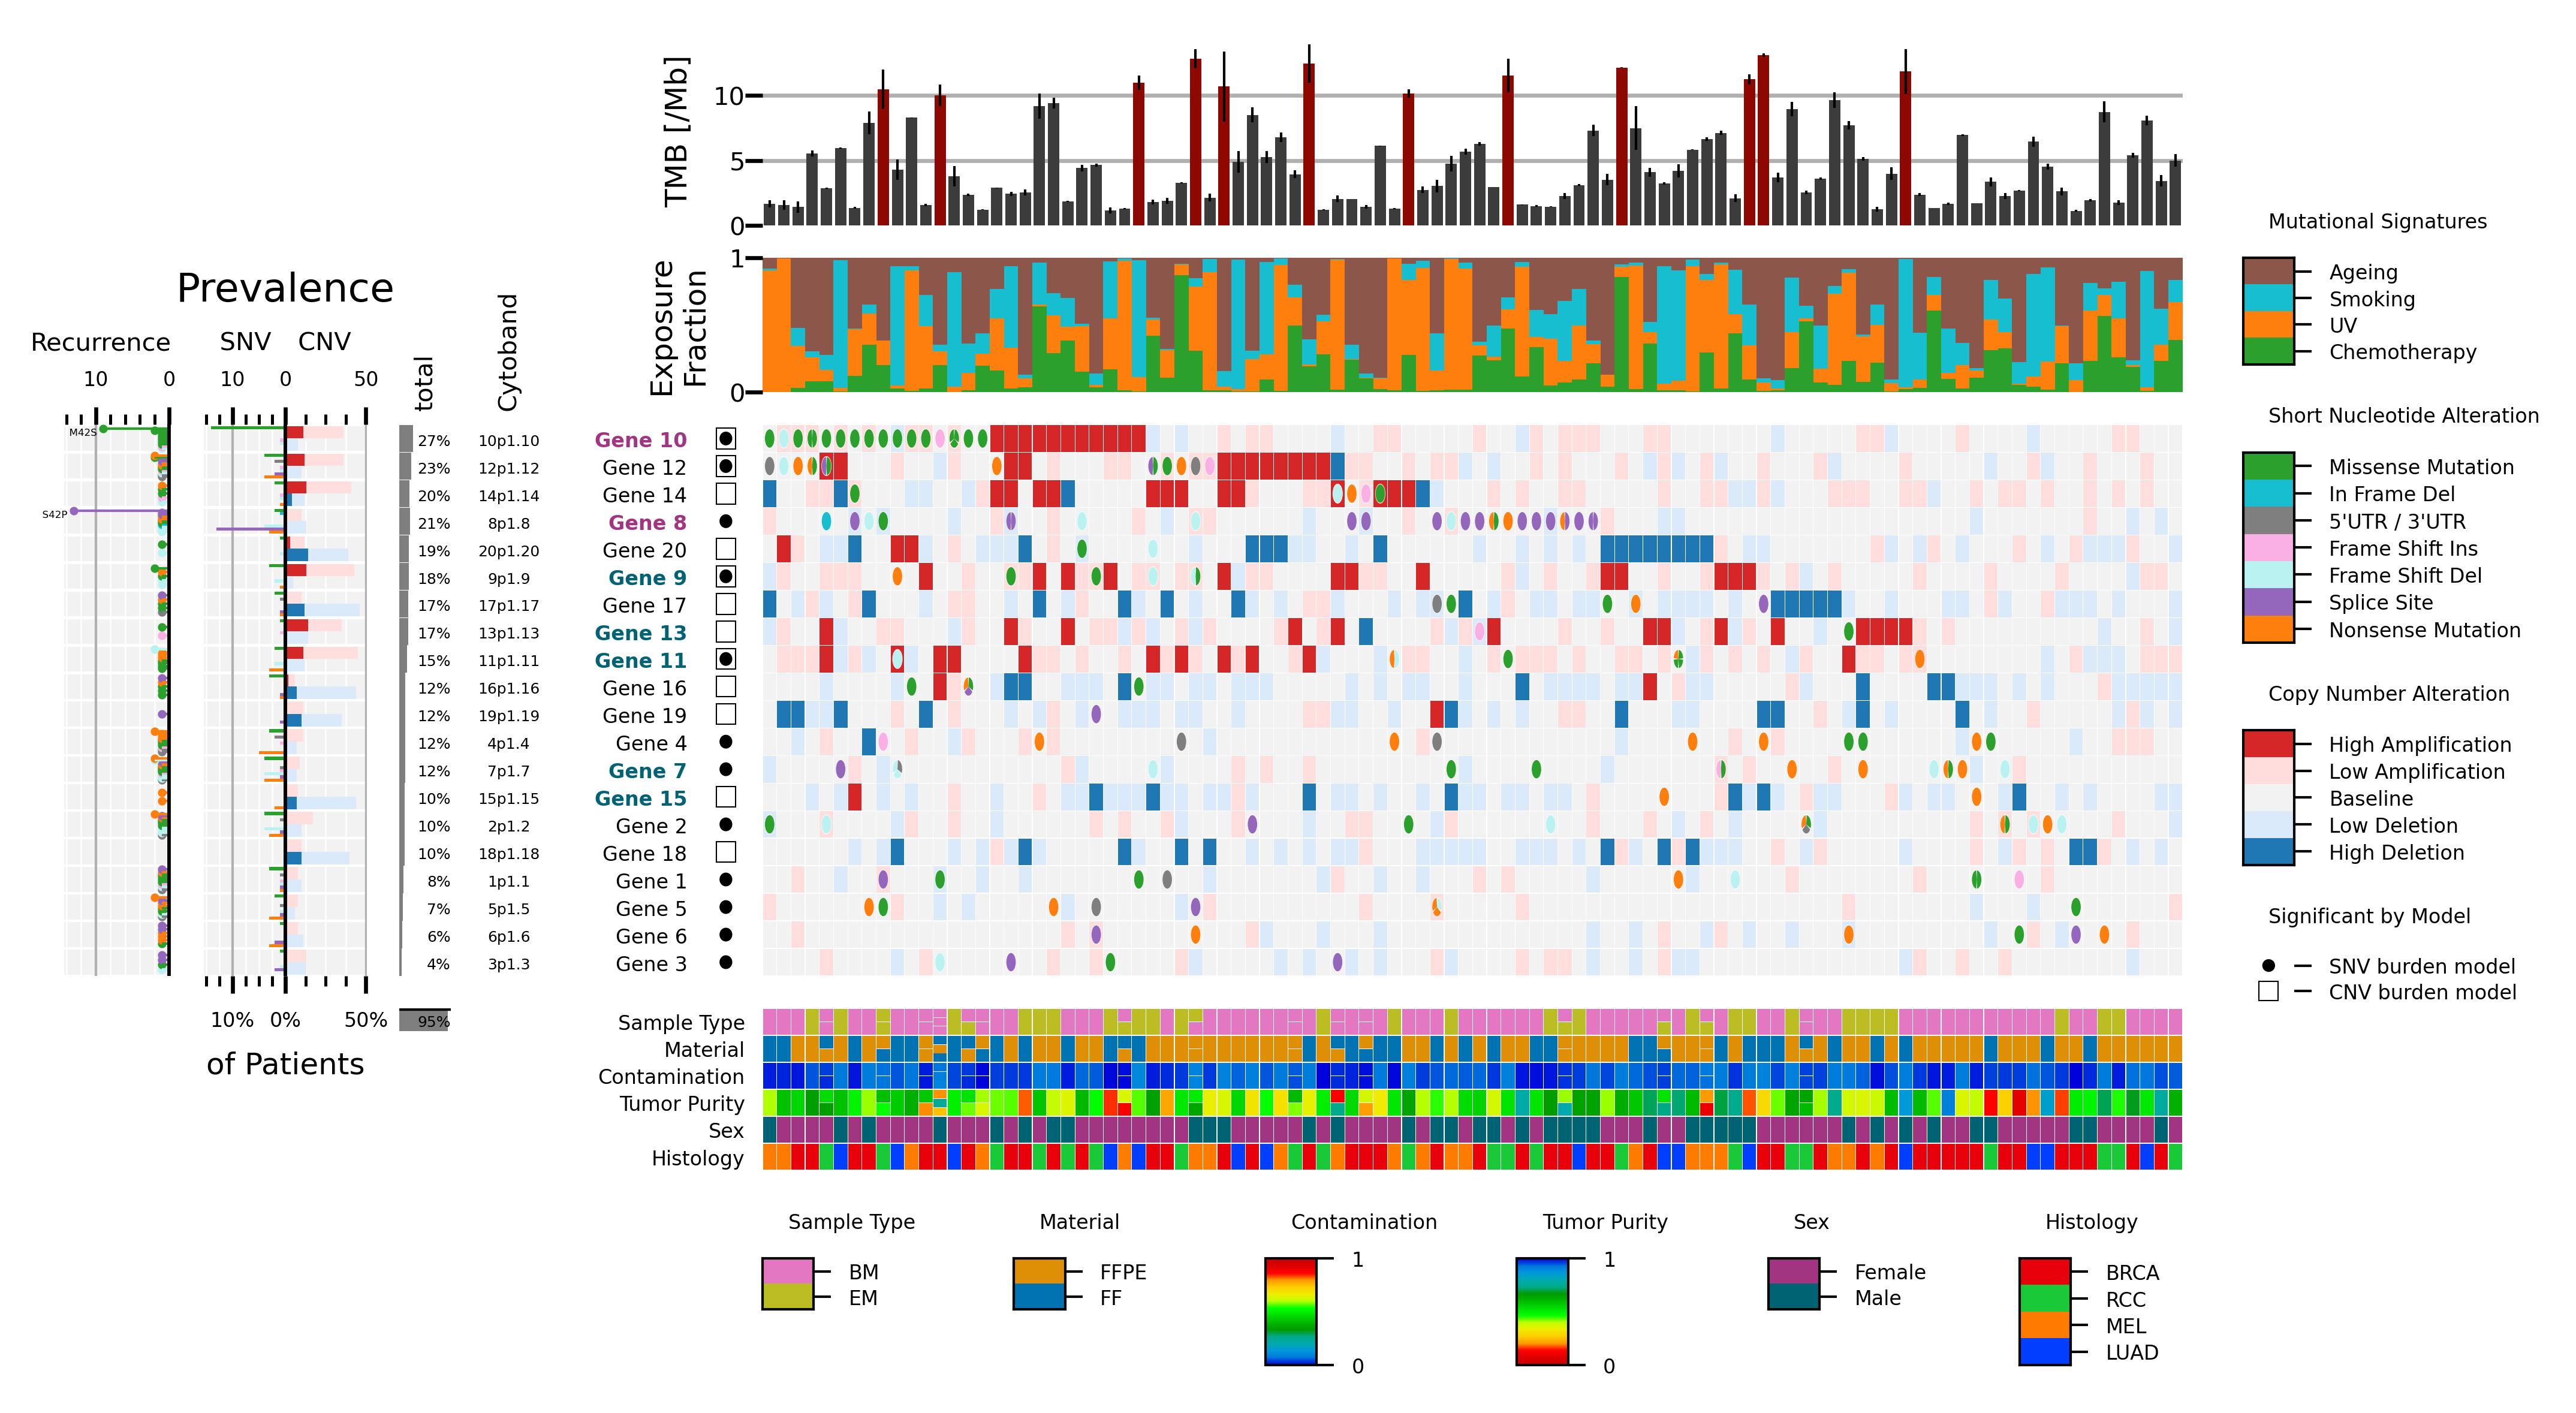 TMB [/Mb]
10
5
0
Exposure
Fraction
1
0
Prevalence
Recurrence
SNV
CNV
10
0
10
0
50
total
Cytoband
M42S
S42P
27% 10p1.10 Gene 10
23% 12p1.12 Gene 12
20% 14p1.14 Gene 14
21% 8p1.8 Gene 8
19% 20p1.20 Gene 20
18% 9p1.9 Gene 9
17% 17p1.17 Gene 17
17% 13p1.13 Gene 13
15% 11p1.11 Gene 11
12% 16p1.16 Gene 16
12% 19p1.19 Gene 19
12% 4p1.4 Gene 4
12% 7p1.7 Gene 7
10% 15p1.15 Gene 15
10% 2p1.2 Gene 2
10% 18p1.18 Gene 18
8% 1p1.1 Gene 1
7% 5p1.5 Gene 5
6% 6p1.6 Gene 6
4% 3p1.3 Gene 3
10% 0% 50% 95%
of Patients
Sample Type
Material
Contamination
Tumor Purity
Sex
Histology
Mutational Signatures
Ageing
Smoking
UV
Chemotherapy
Short Nucleotide Alteration
Missense Mutation
In Frame Del
5'UTR / 3'UTR
Frame Shift Ins
Frame Shift Del
Splice Site
Nonsense Mutation
Copy Number Alteration
High Amplification
Low Amplification
Baseline
Low Deletion
High Deletion
Significant by Model
SNV burden model
CNV burden model
Sample Type
BM
EM
Material
FFPE
FF
Contamination
1
0
Tumor Purity
1
0
Sex
Female
Male
Histology
BRCA
RCC
MEL
LUAD